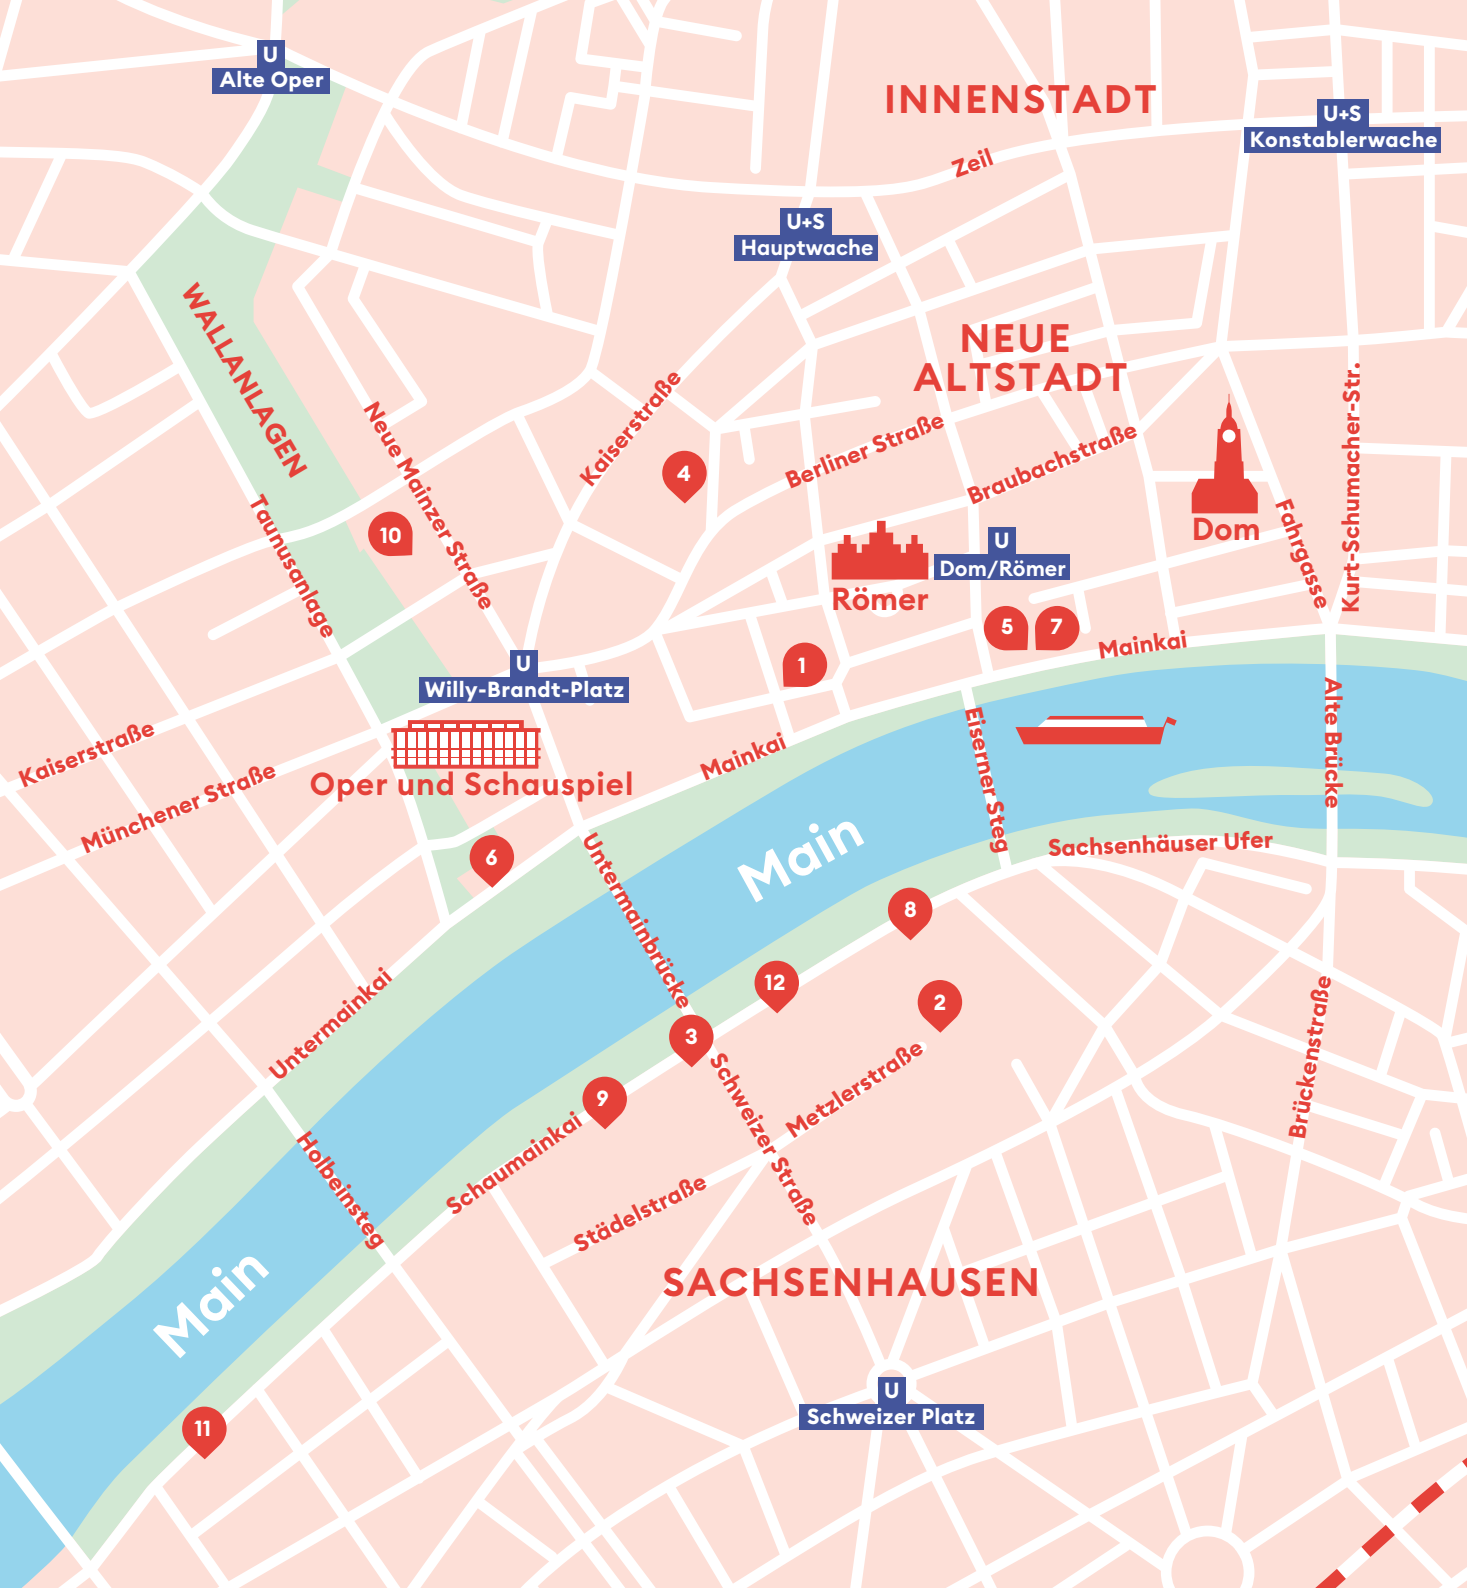 U
Alte Oper
INNENSTADT
U+S
Konstablerwache
Zeil
U+S
Hauptwache
WALLANLAGEN
NEUE
ALTSTADT
Neue Mainzer Straße
Kaiserstraße
4
Berliner Straße
Braubachstraße
Kurt-Schumacher-Str.
Dom
Fahrgasse
Taunusanlage
10
U
Dom/Römer
Römer
5
7
Mainkai
1
U
Willy-Brandt-Platz
Kaiserstraße
Münchener Straße
Oper und Schauspiel
Mainkai
Eiserner Steg
Alte Brücke
6
Untermainbrücke
Main
Sachsenhäuser Ufer
8
12
2
3
Untermainkai
Brückenstraße
9
Schaumainkai
Schweizer Straße
Metzlerstraße
Holbeinsteg
Städelstraße
Main
SACHSENHAUSEN
U
Schweizer Platz
11